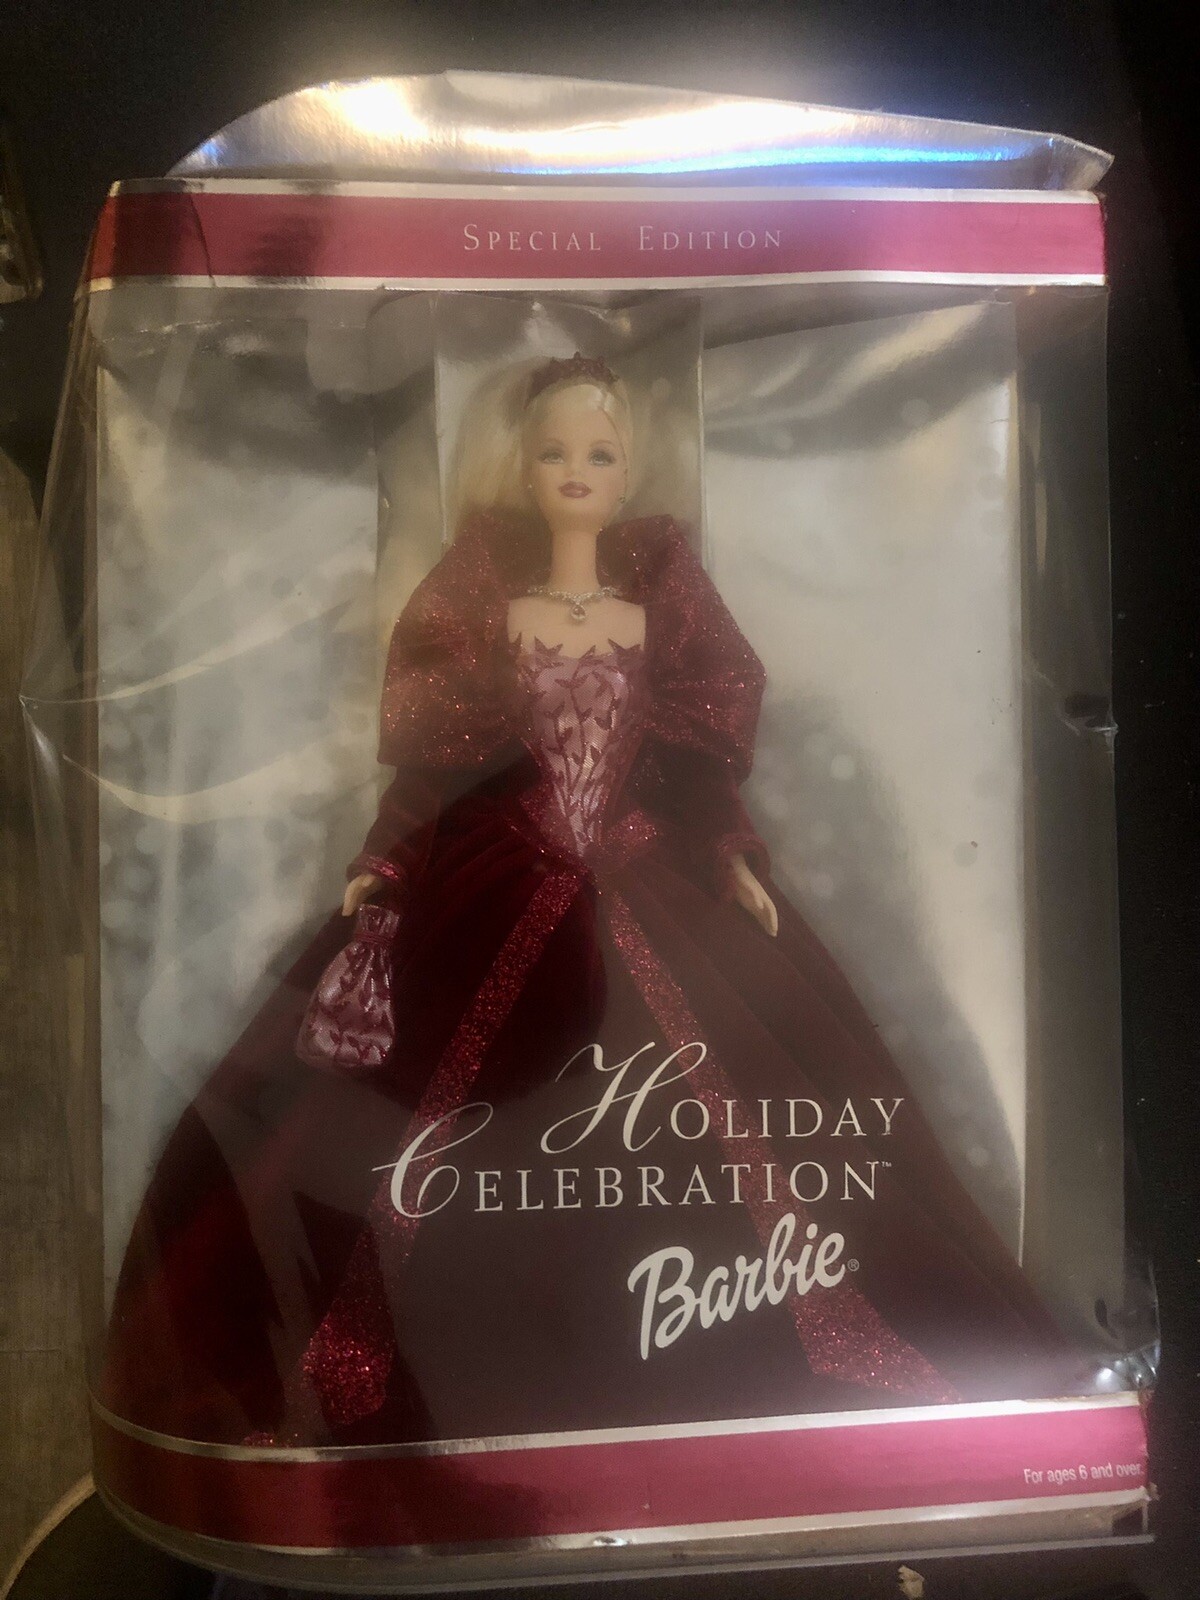 SPECIAL EDITION
HOLIDAY
CELEBRATION™
Barbie®
For ages 6 and over.